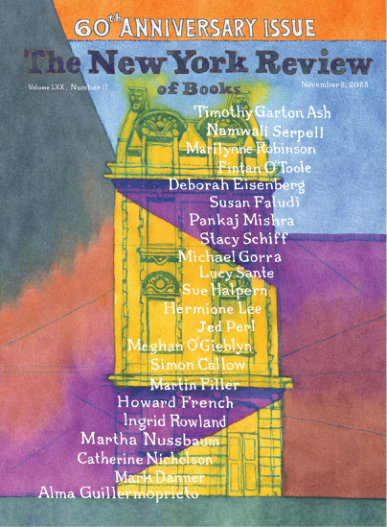 60th ANNIVERSARY ISSUE
The New York Review
of Books
Volume LXX, Number 17
November 2, 2023
Timothy Garton Ash
Namwali Serpell
Marilynne Robinson
Fintan O'Toole
Deborah Eisenberg
Susan Faludi
Pankaj Mishra
Stacy Schiff
Michael Gorra
Lucy Sante
Sue Halpern
Hermione Lee
Jed Perl
Meghan O'Gieblyn
Simon Callow
Martin Filler
Howard French
Ingrid Rowland
Martha Nussbaum
Catherine Nicholson
Mark Danner
Alma Guillermoprieto